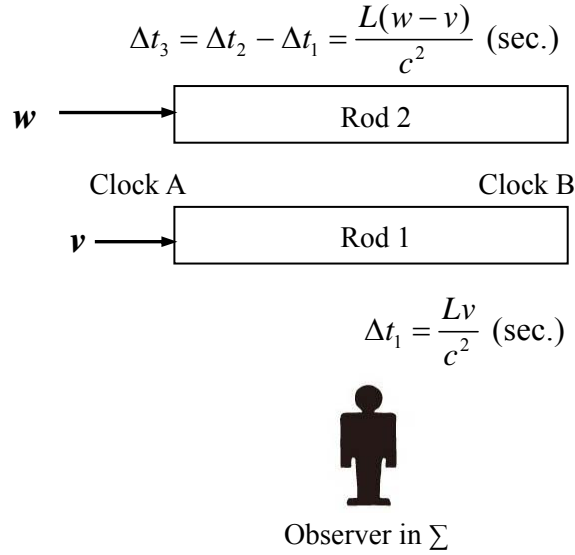 Δt₃ = Δt₂ − Δt₁ = L(w − v)/c² (sec.)
w
Rod 2
Clock A Clock B
v
Rod 1
Δt₁ = Lv/c² (sec.)
Observer in Σ